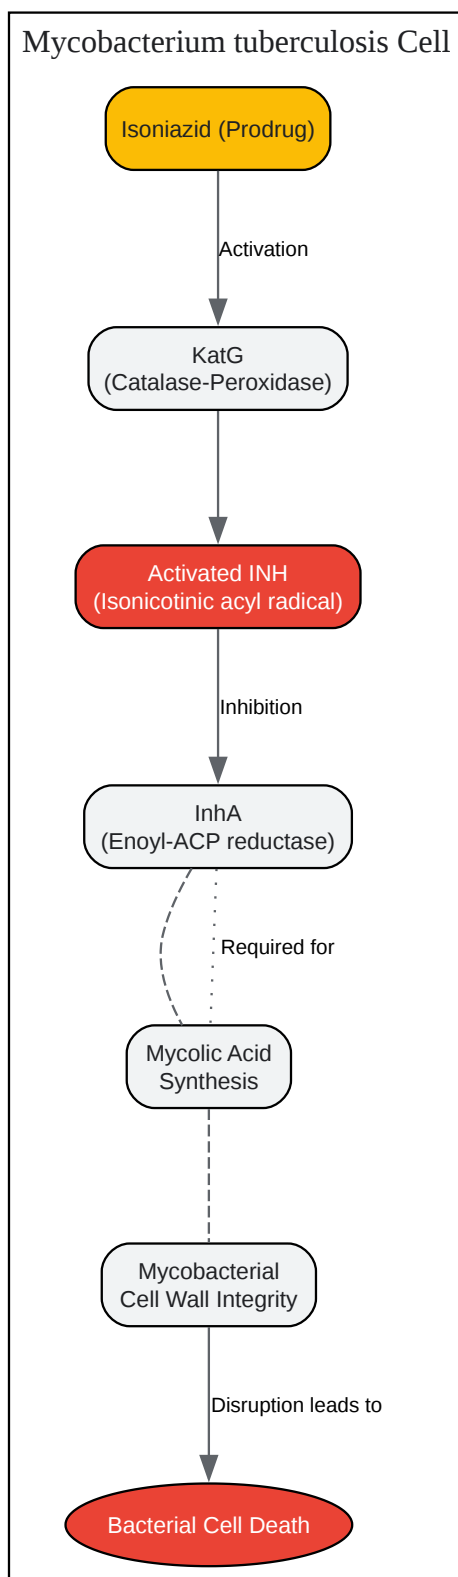 Mycobacterium tuberculosis Cell
Isoniazid (Prodrug)
Activation
KatG
(Catalase-Peroxidase)
Activated INH
(Isonicotinic acyl radical)
Inhibition
InhA
(Enoyl-ACP reductase)
Required for
Mycolic Acid
Synthesis
Mycobacterial
Cell Wall Integrity
Disruption leads to
Bacterial Cell Death